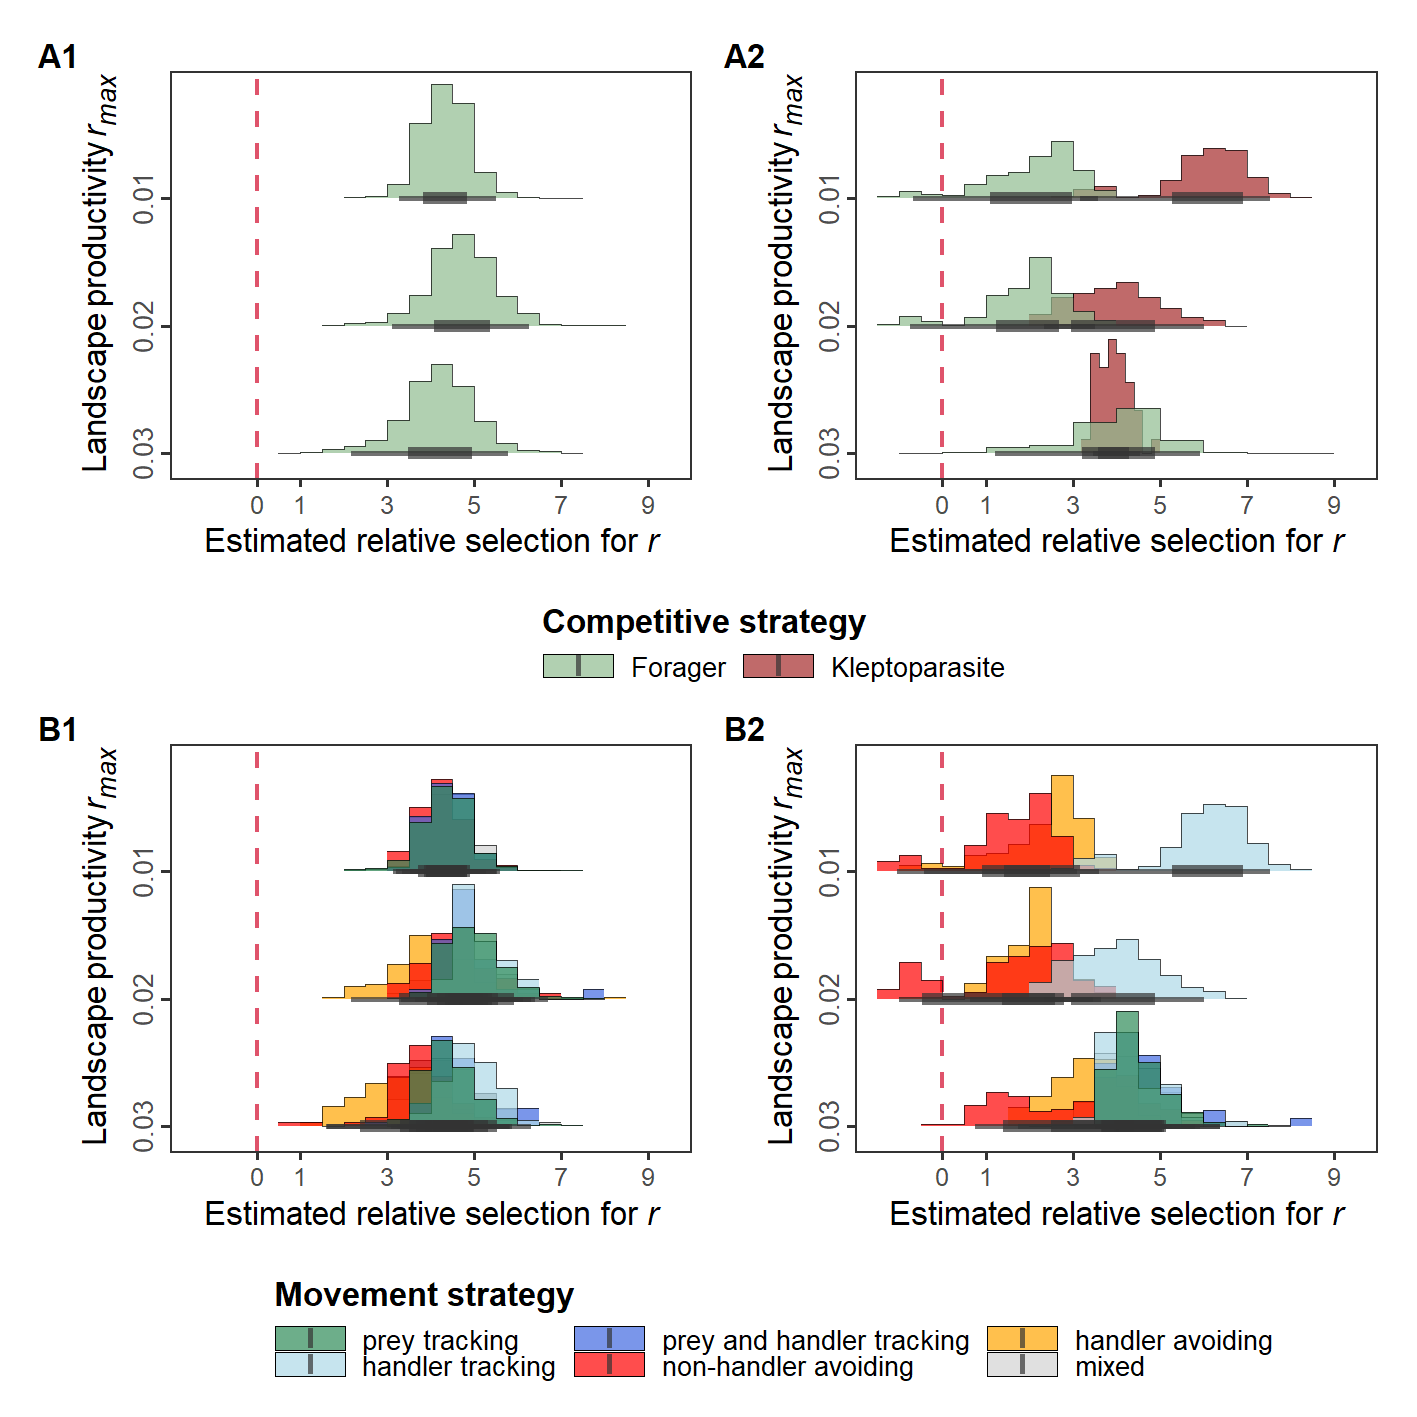 A1
A2
Landscape productivity rmax
0.01
0.02
0.03
0 1 3 5 7 9
Estimated relative selection for r
Landscape productivity rmax
0.01
0.02
0.03
0 1 3 5 7 9
Estimated relative selection for r
Competitive strategy
Forager Kleptoparasite
B1
B2
Landscape productivity rmax
0.01
0.02
0.03
0 1 3 5 7 9
Estimated relative selection for r
Landscape productivity rmax
0.01
0.02
0.03
0 1 3 5 7 9
Estimated relative selection for r
Movement strategy
prey tracking prey and handler tracking handler avoiding
handler tracking non-handler avoiding mixed